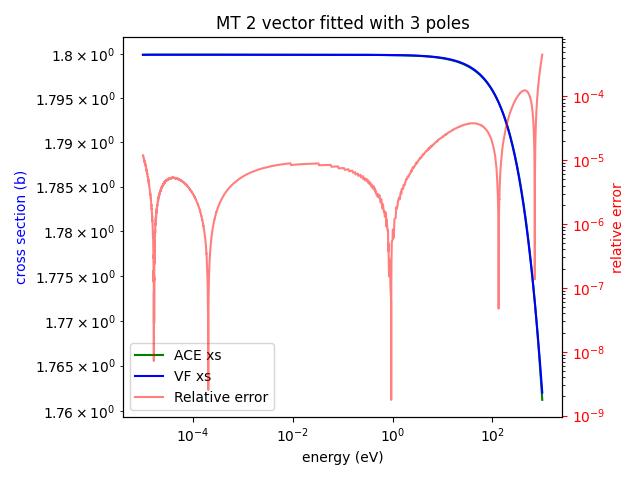 MT 2 vector fitted with 3 poles
1.8 × 10⁰
1.795 × 10⁰
1.79 × 10⁰
1.785 × 10⁰
1.78 × 10⁰
1.775 × 10⁰
1.77 × 10⁰
1.765 × 10⁰
1.76 × 10⁰
cross section (b)
ACE xs
VF xs
Relative error
10⁻⁴
10⁻²
10⁰
10²
energy (eV)
10⁻⁴
10⁻⁵
10⁻⁶
10⁻⁷
10⁻⁸
10⁻⁹
relative error